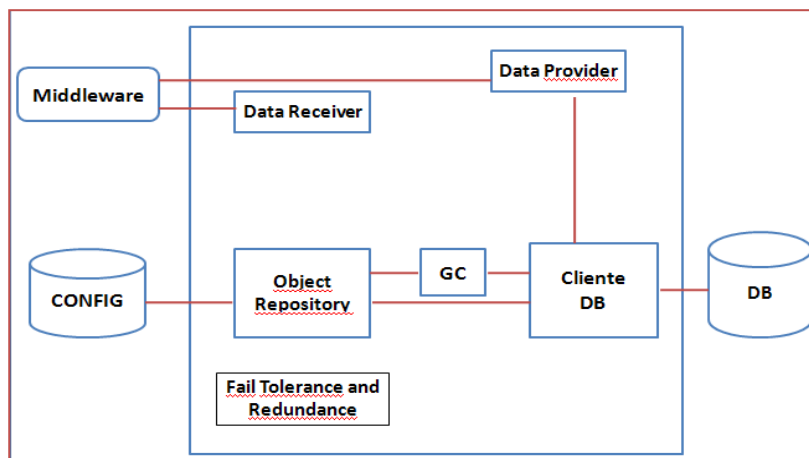 Data Provider
Middleware
Data Receiver
Object
Repository
GC
Cliente
DB
CONFIG
DB
Fail Tolerance and
Redundance